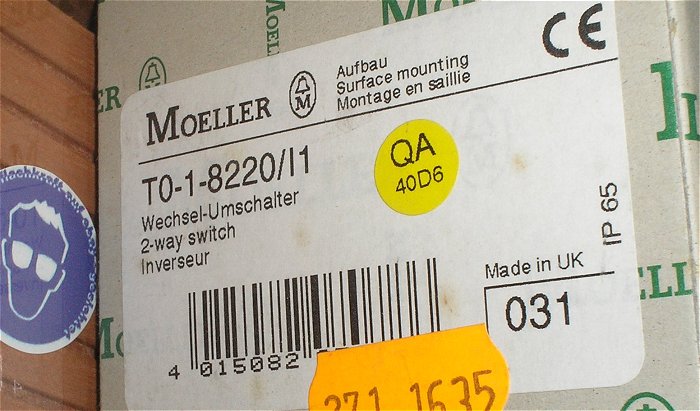 MOELLER
Aufbau
Surface mounting
Montage en saillie
CE
T0-1-8220/I1
QA
40D6
Wechsel-Umschalter
2-way switch
Inverseur
IP 65
Made in UK
031
4 015082
271 1635
MOELLER